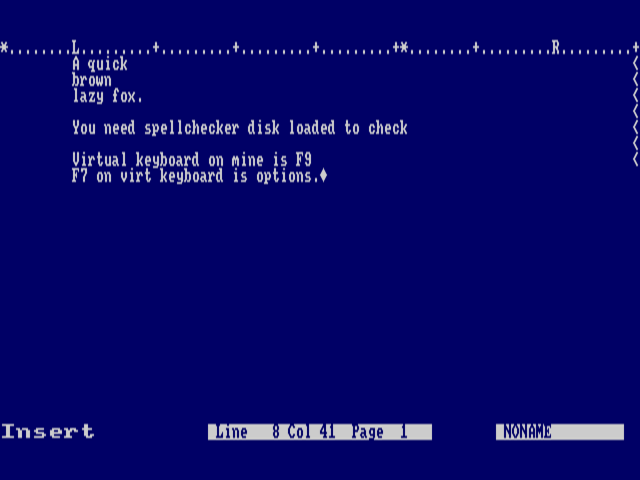 *........L.........+.........+.........+.........+*........+.........R.........+
A quick <
brown <
lazy fox. <
<
You need spellchecker disk loaded to check <
<
Virtual keyboard on mine is F9 <
F7 on virt keyboard is options.♦
Insert Line 8 Col 41 Page 1 NONAME